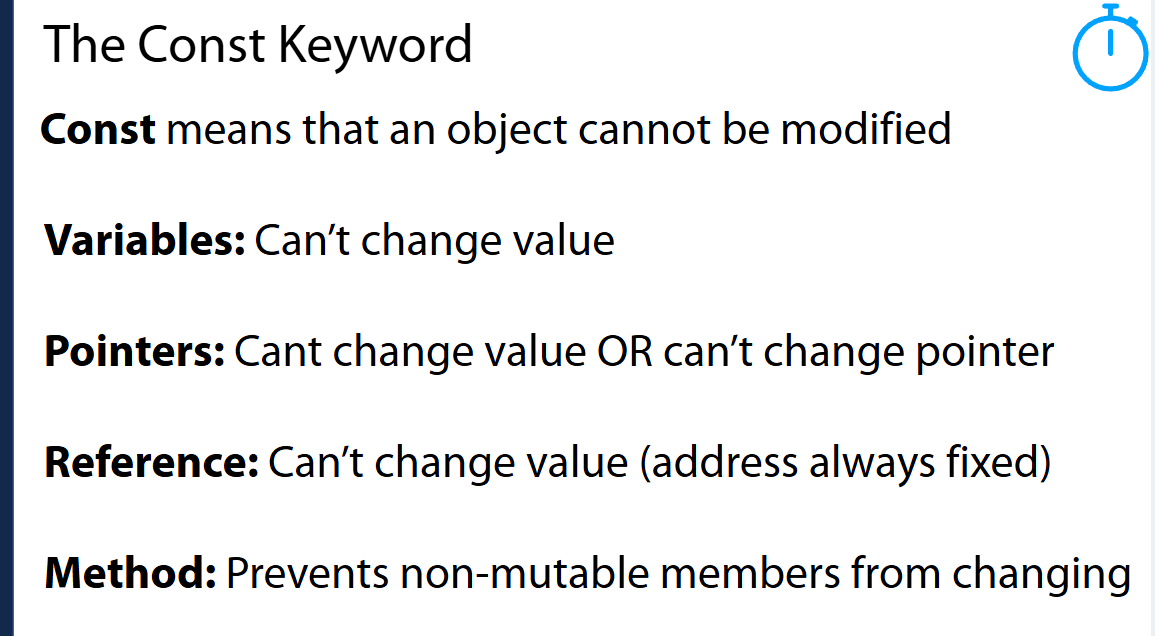 The Const Keyword
Const means that an object cannot be modified
Variables: Can’t change value
Pointers: Cant change value OR can’t change pointer
Reference: Can’t change value (address always fixed)
Method: Prevents non-mutable members from changing